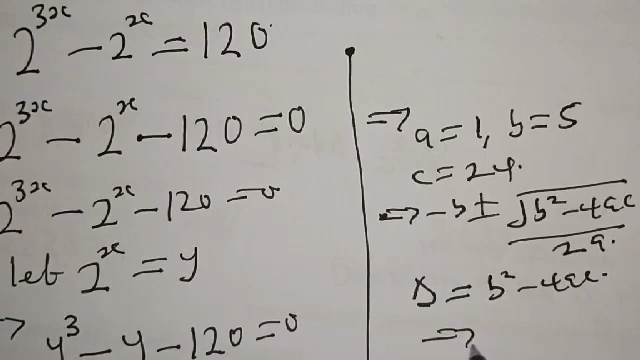 2^3x - 2^x = 120
2^3x - 2^x - 120 = 0
2^3x - 2^x - 120 = 0
let 2^x = y
⇒ y^3 - y - 120 = 0
⇒ a = 1, b = 5
c = 24.
⇒ -b ± √b² - 4ac
2a.
Δ = b² - 4ac.
⇒